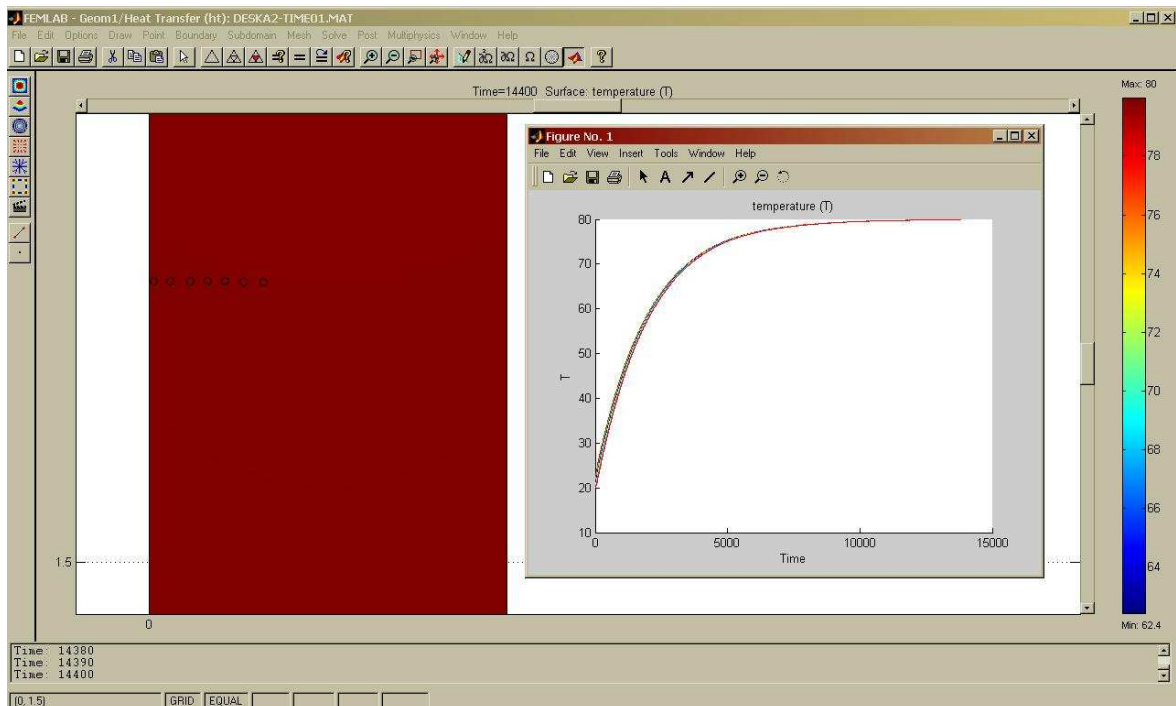 FEMLAB - Geom1/Heat Transfer (ht): DESKA2-TIME01.MAT
File Edit Options Draw Point Boundary Subdomain Mesh Solve Post Multiphysics Window Help
Time=14400 Surface: temperature (T)
Max: 80
78
76
74
72
70
68
66
64
Min: 62.4
Figure No. 1
File Edit View Insert Tools Window Help
A
temperature (T)
80
70
60
50
40
30
20
10
T
0 5000 10000 15000
Time
1.5
0
Time: 14380
Time: 14390
Time: 14400
(0, 1.5) GRID EQUAL